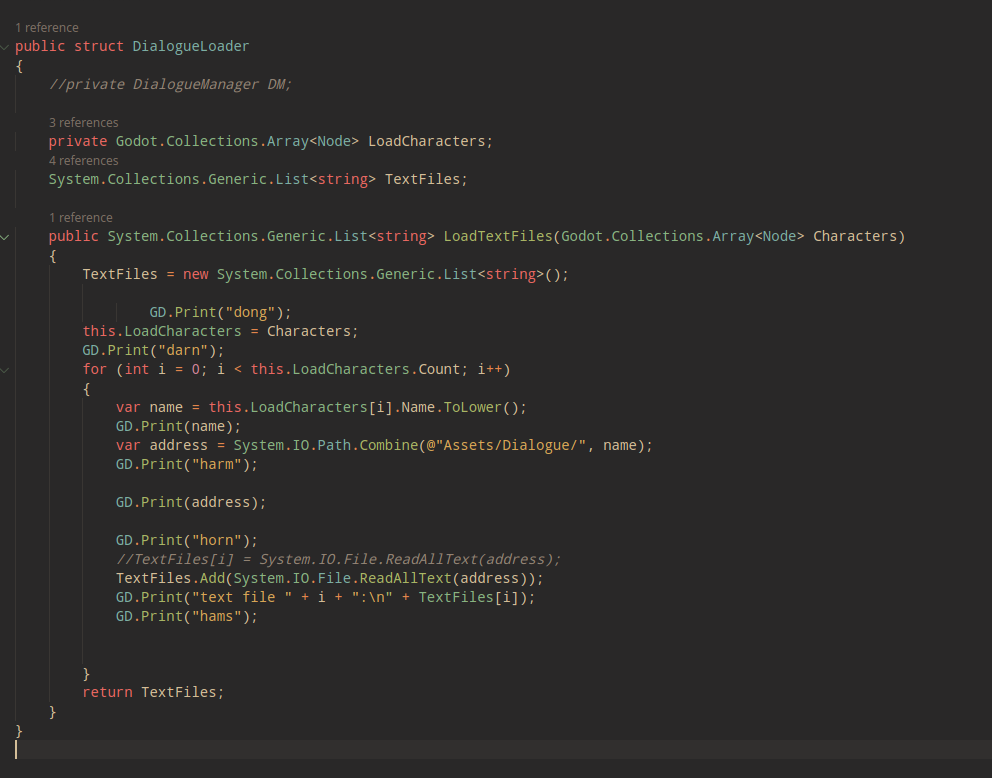 1 reference
public struct DialogueLoader
{
//private DialogueManager DM;
3 references
private Godot.Collections.Array<Node> LoadCharacters;
4 references
System.Collections.Generic.List<string> TextFiles;
1 reference
public System.Collections.Generic.List<string> LoadTextFiles(Godot.Collections.Array<Node> Characters)
{
TextFiles = new System.Collections.Generic.List<string>();
GD.Print("dong");
this.LoadCharacters = Characters;
GD.Print("darn");
for (int i = 0; i < this.LoadCharacters.Count; i++)
{
var name = this.LoadCharacters[i].Name.ToLower();
GD.Print(name);
var address = System.IO.Path.Combine(@"Assets/Dialogue/", name);
GD.Print("harm");
GD.Print(address);
GD.Print("horn");
//TextFiles[i] = System.IO.File.ReadAllText(address);
TextFiles.Add(System.IO.File.ReadAllText(address));
GD.Print("text file " + i + ":\n" + TextFiles[i]);
GD.Print("hams");
}
return TextFiles;
}
}